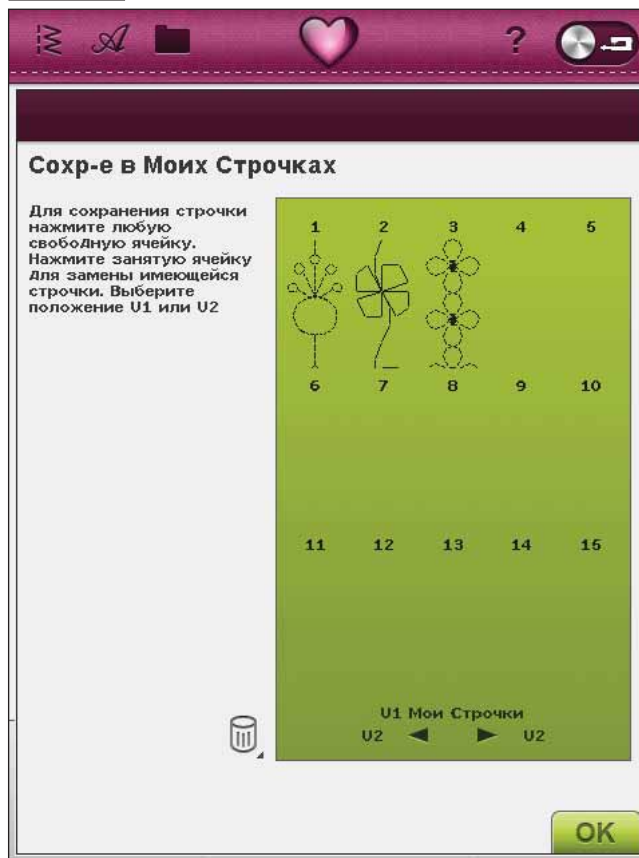 ?
Сохр-е в Моих Строчках
Для сохранения строчки
нажмите любую
свободную ячейку.
Нажмите занятую ячейку
для замены имеющейся
строчки. Выберите
положение U1 или U2
1 2 3 4 5
6 7 8 9 10
11 12 13 14 15
U1 Мои Строчки
U2 U2
OK